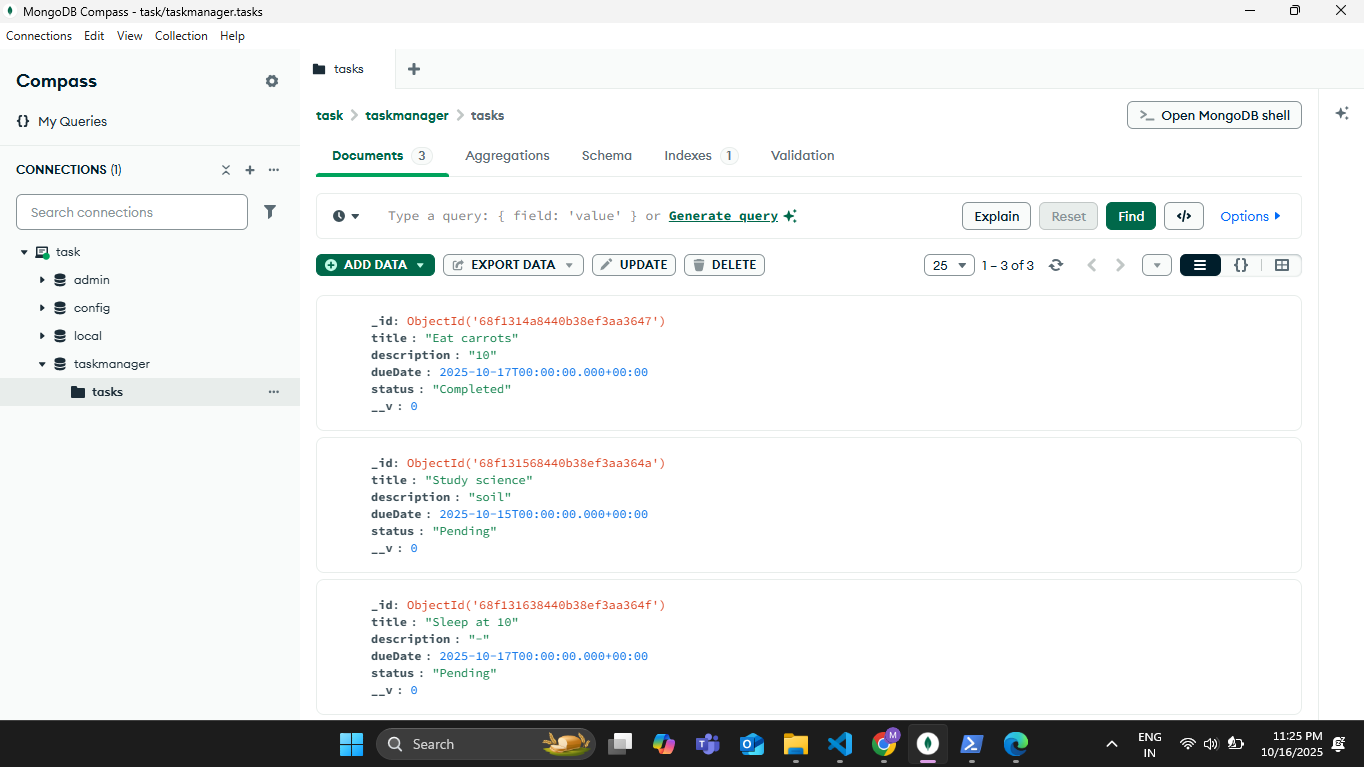 MongoDB Compass - task/taskmanager.tasks
Connections Edit View Collection Help
Compass
{} My Queries
CONNECTIONS (1)
Search connections
task
admin
config
local
taskmanager
tasks
tasks
task > taskmanager > tasks
>_ Open MongoDB shell
Documents 3 Aggregations Schema Indexes 1 Validation
Type a query: { field: 'value' } or Generate query
Explain Reset Find </> Options
ADD DATA EXPORT DATA UPDATE DELETE
25 1 – 3 of 3 {}
_id: ObjectId('68f1314a8440b38ef3aa3647')
title : "Eat carrots"
description : "10"
dueDate : 2025-10-17T00:00:00.000+00:00
status : "Completed"
__v : 0
_id: ObjectId('68f131568440b38ef3aa364a')
title : "Study science"
description : "soil"
dueDate : 2025-10-15T00:00:00.000+00:00
status : "Pending"
__v : 0
_id: ObjectId('68f131638440b38ef3aa364f')
title : "Sleep at 10"
description : "-"
dueDate : 2025-10-17T00:00:00.000+00:00
status : "Pending"
__v : 0
Search
M
ENG
IN
11:25 PM
10/16/2025